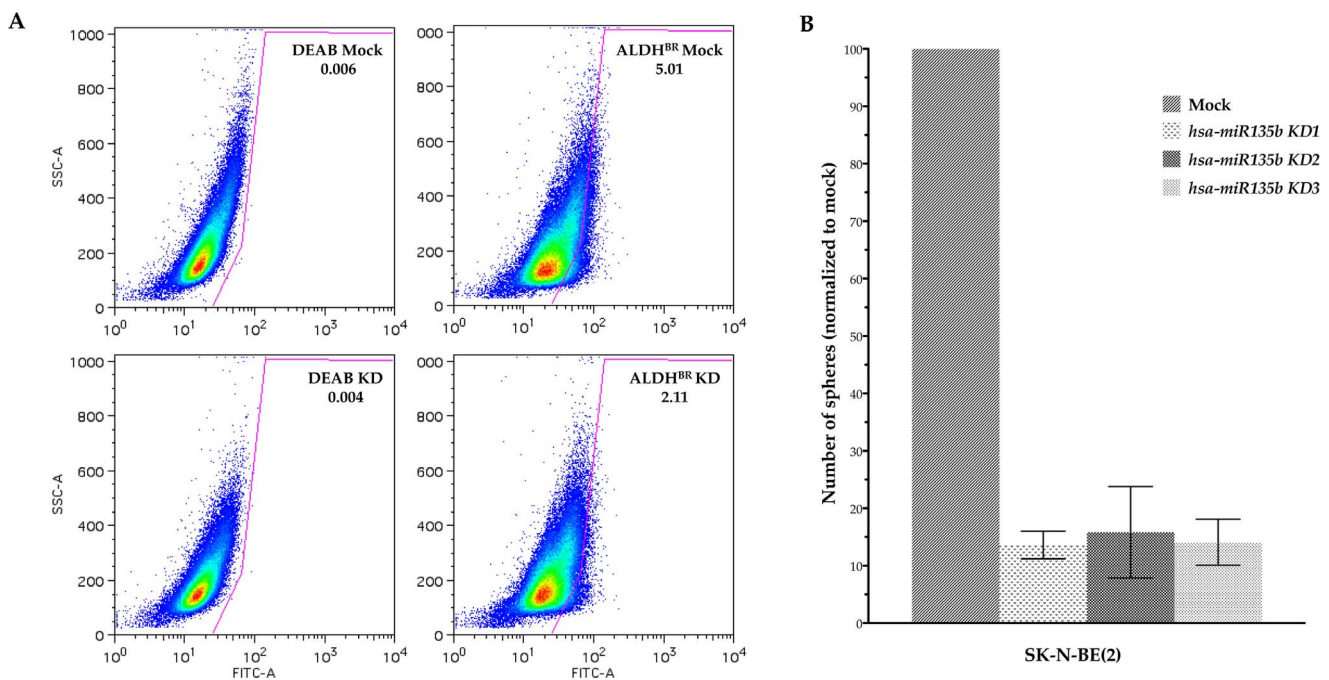 A
1000
800
600
400
200
0
SSC-A
DEAB Mock
0.006
10⁰ 10¹ 10² 10³ 10⁴
000
800
600
400
200
0
ALDHᴮᴿ Mock
5.01
10⁰ 10¹ 10² 10³ 10⁴
1000
800
600
400
200
0
SSC-A
DEAB KD
0.004
10⁰ 10¹ 10² 10³ 10⁴
FITC-A
000
800
600
400
200
0
ALDHᴮᴿ KD
2.11
10⁰ 10¹ 10² 10³ 10⁴
FITC-A
B
Number of spheres (normalized to mock)
100
90
80
70
60
50
40
30
20
10
0
Mock
hsa-miR135b KD1
hsa-miR135b KD2
hsa-miR135b KD3
SK-N-BE(2)